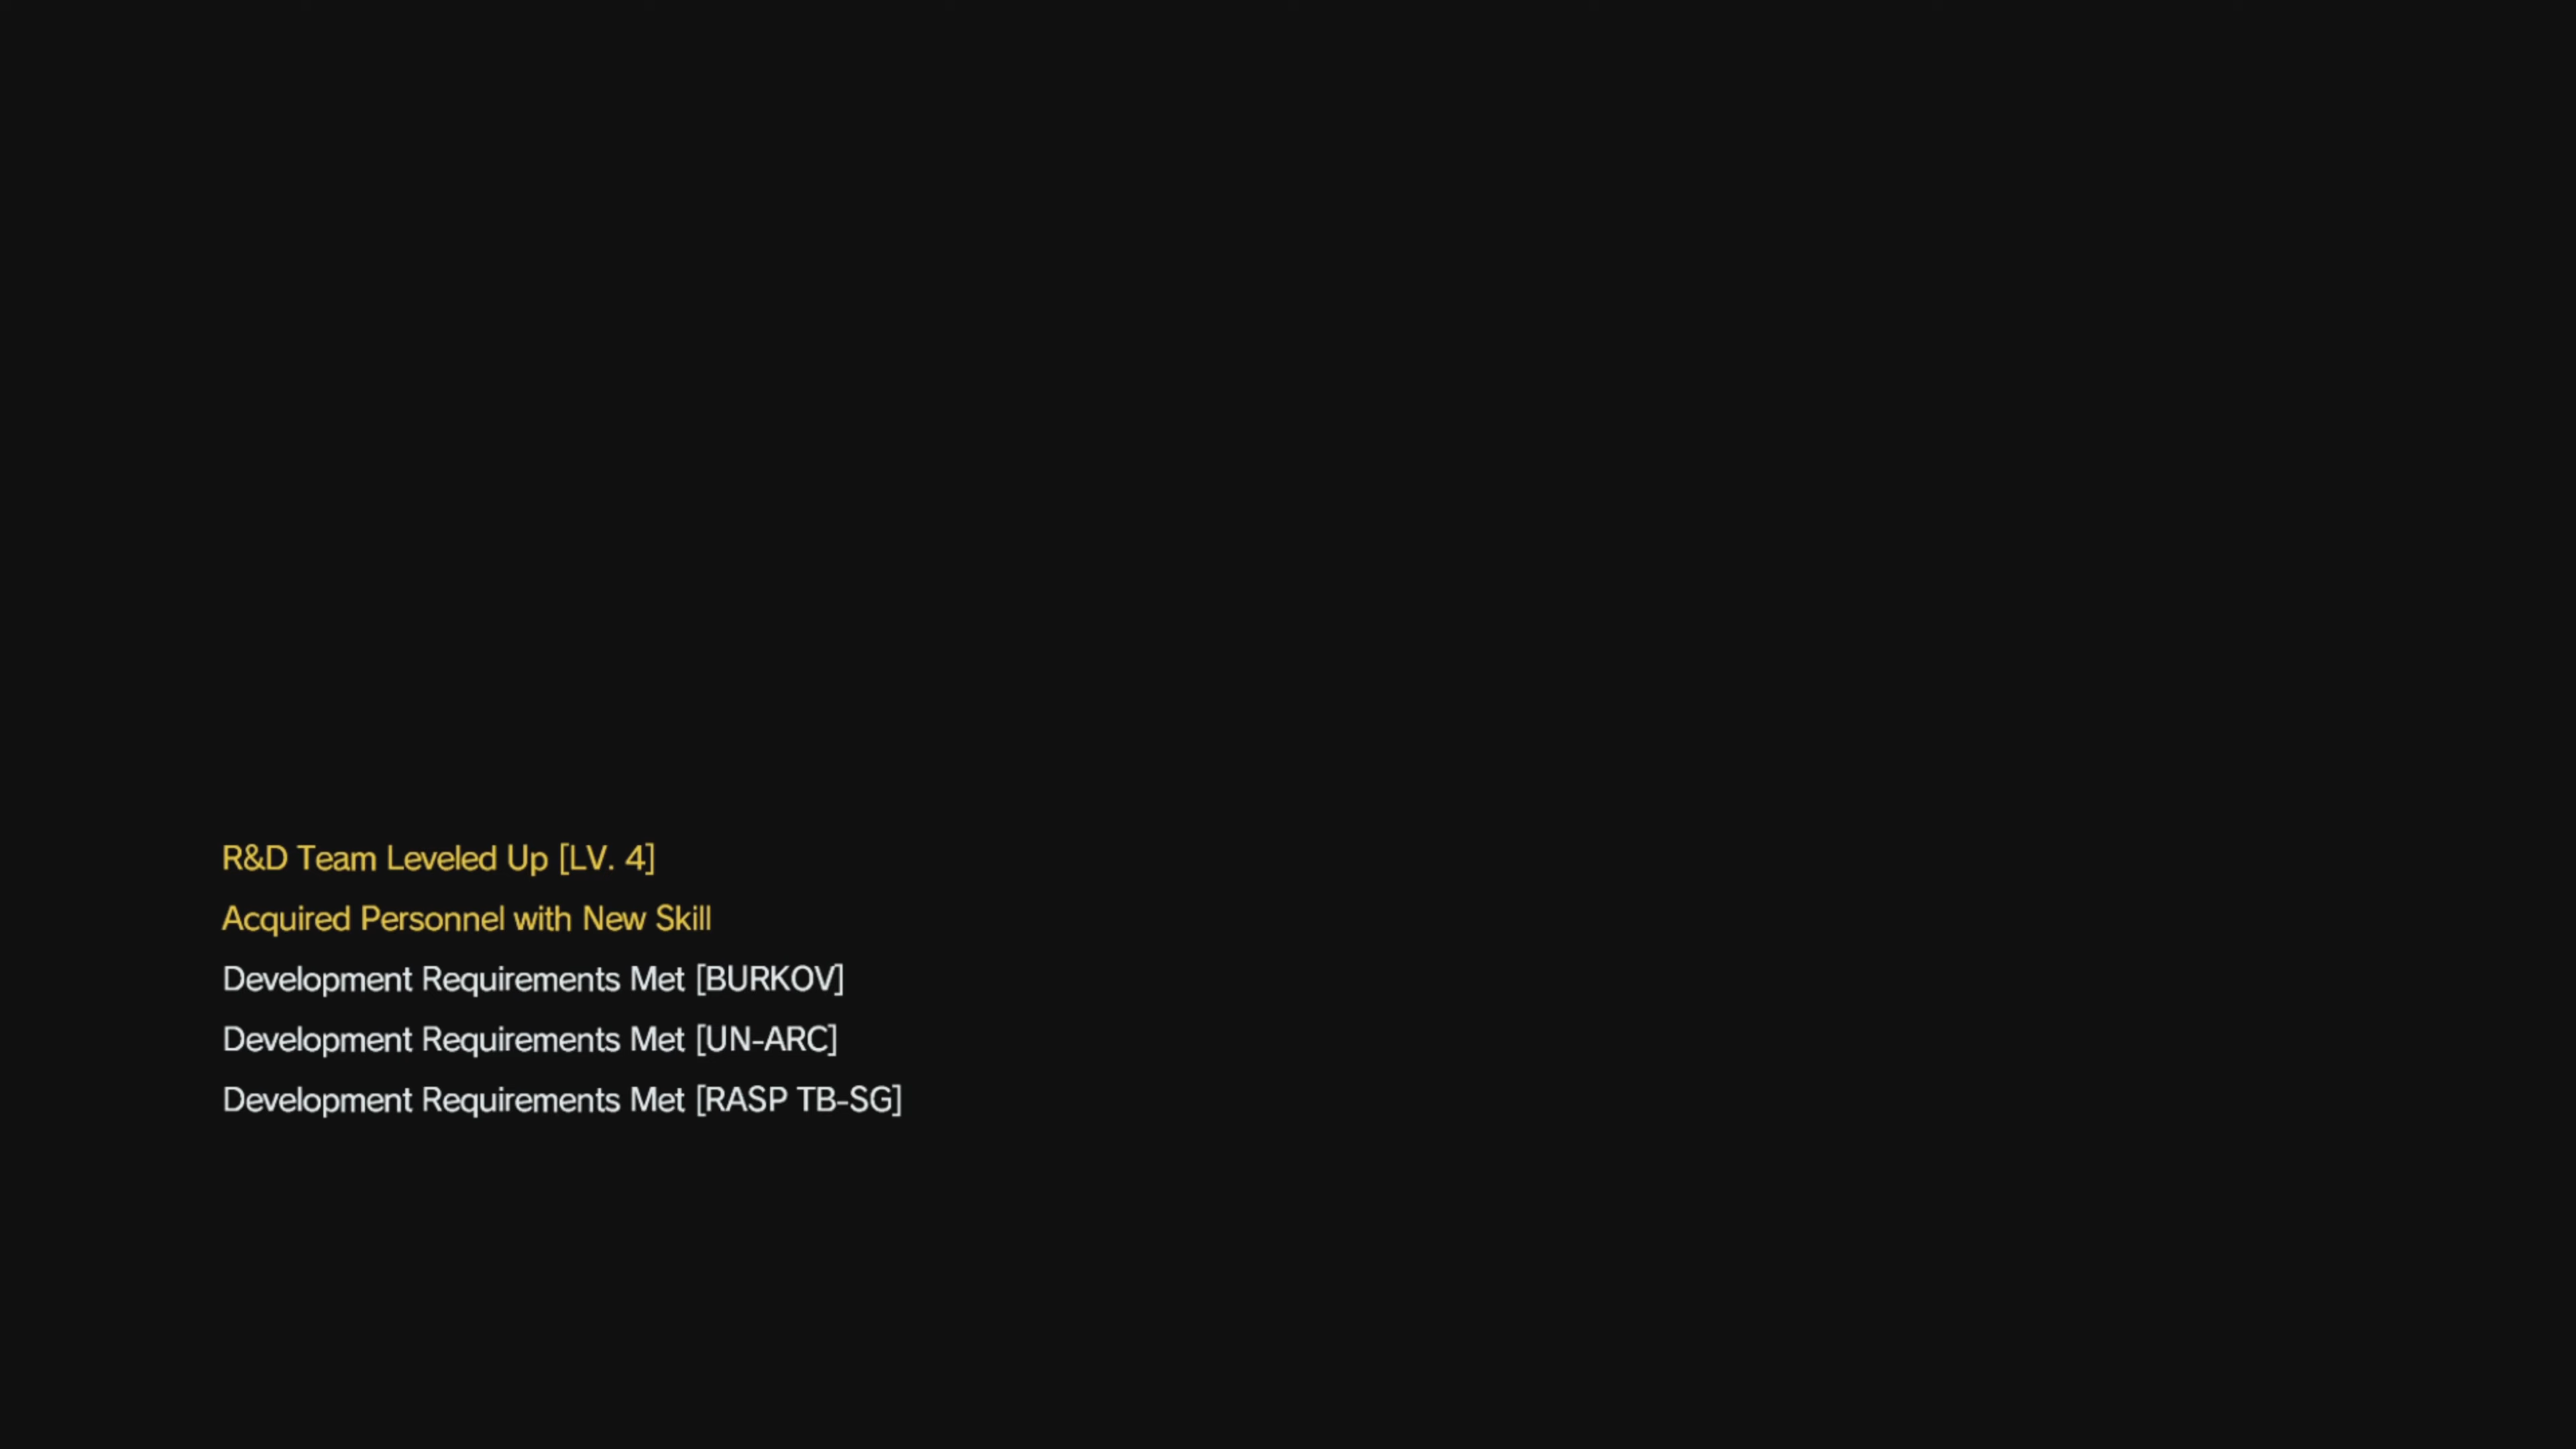 R&D Team Leveled Up [LV. 4]
Acquired Personnel with New Skill
Development Requirements Met [BURKOV]
Development Requirements Met [UN-ARC]
Development Requirements Met [RASP TB-SG]